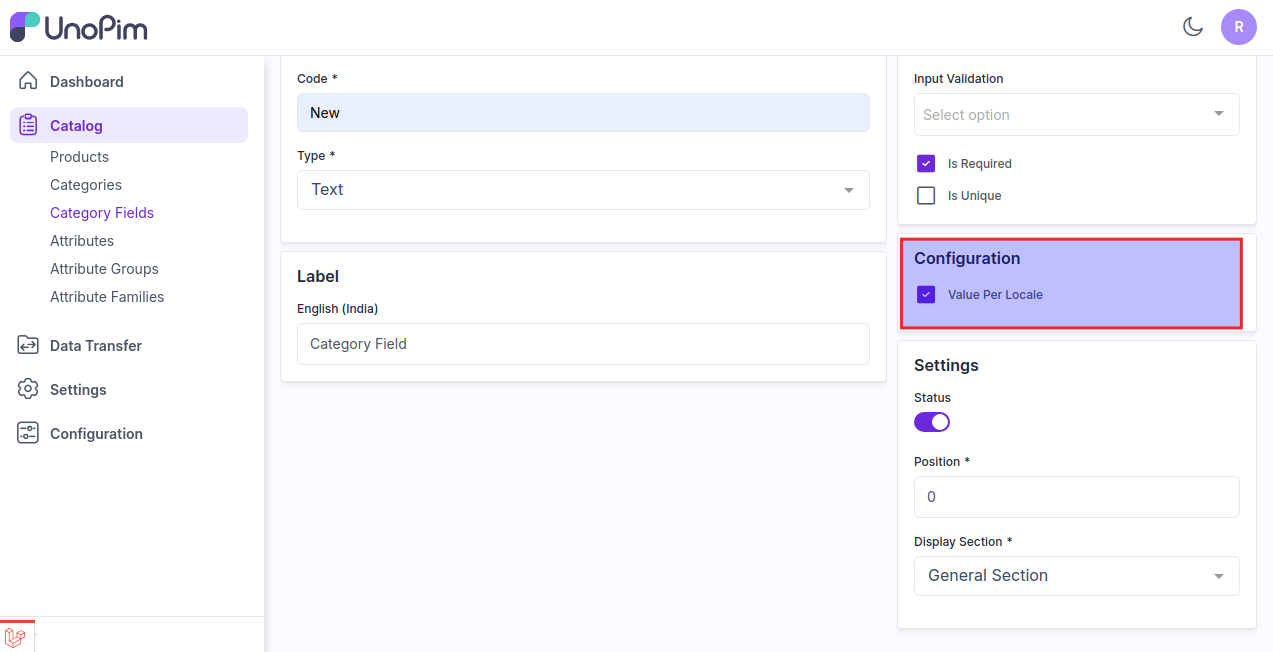 UnoPim
R
Dashboard
Catalog
Products
Categories
Category Fields
Attributes
Attribute Groups
Attribute Families
Data Transfer
Settings
Configuration
Code *
New
Type *
Text
Label
English (India)
Category Field
Input Validation
Select option
Is Required
Is Unique
Configuration
Value Per Locale
Settings
Status
Position *
0
Display Section *
General Section